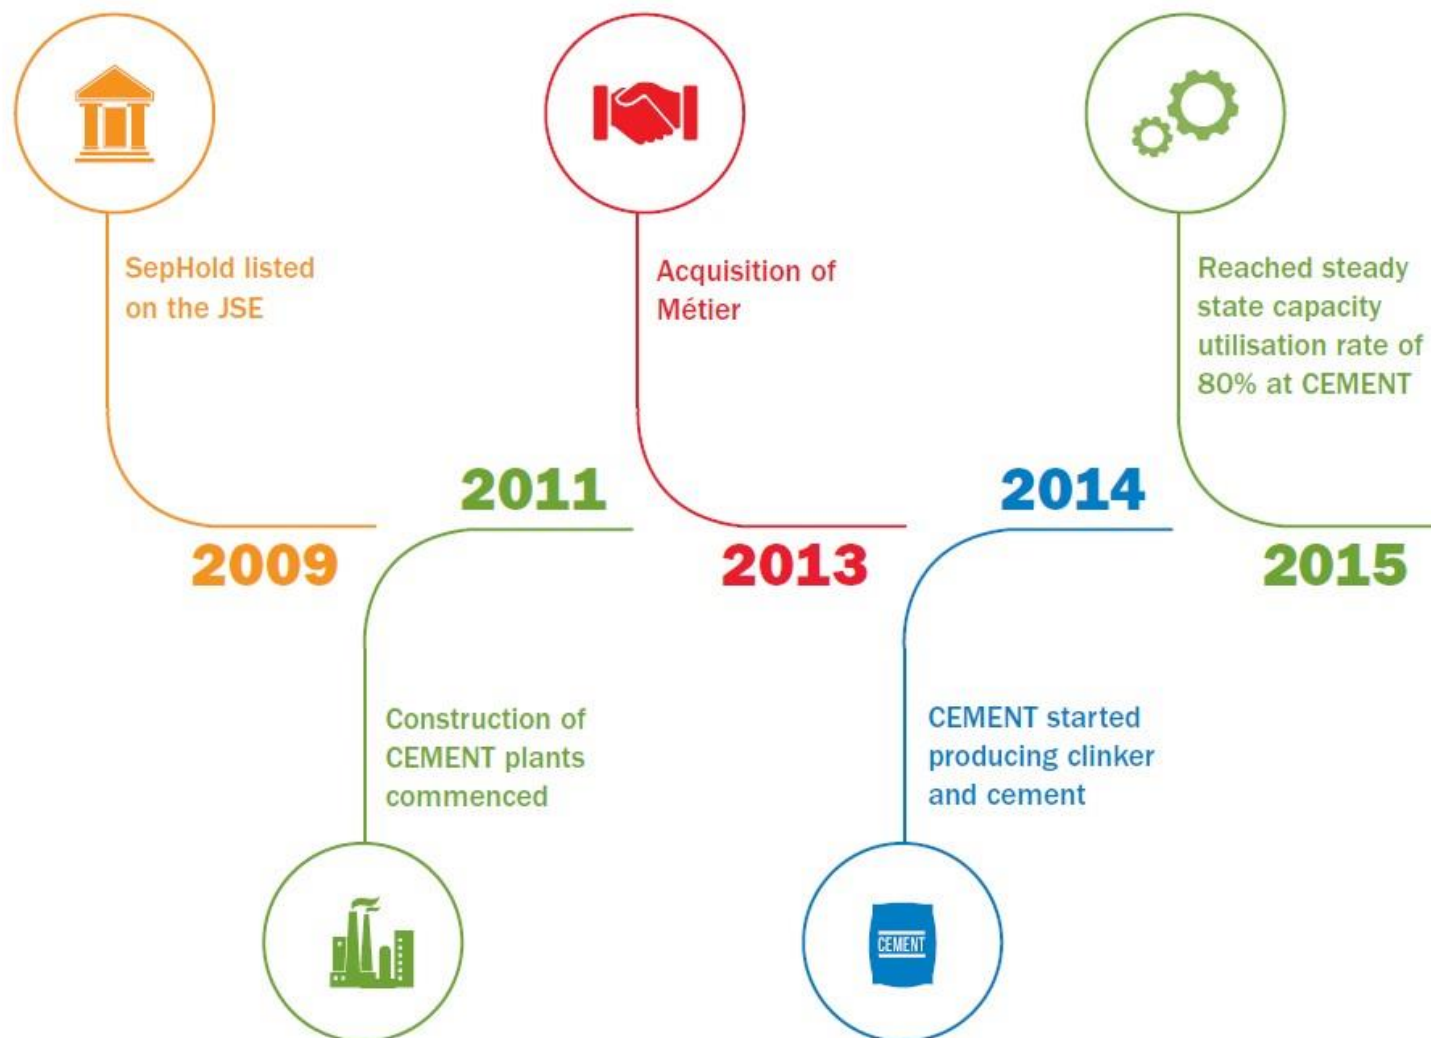 SepHold listed
on the JSE
2009
2011
Construction of
CEMENT plants
commenced
Acquisition of
Métier
2013
2014
CEMENT started
producing clinker
and cement
CEMENT
Reached steady
state capacity
utilisation rate of
80% at CEMENT
2015